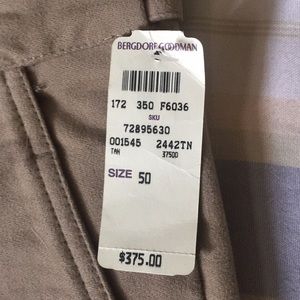 BERGDORF GOODMAN
172 350 F6036
SKU
72895630
001545 2442TN
TAN 37500
SIZE 50
$375.00